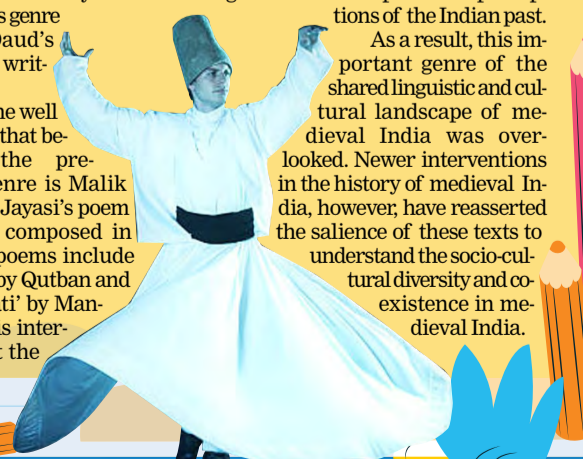 s genre
Daud's
writ-
ne well
that be-
the pre-
enre is Malik
Jayasi's poem
composed in
poems include
by Qutban and
ti' by Man-
is inter-
t the
tions of the Indian past.
As a result, this im-
portant genre of the
shared linguistic and cul-
tural landscape of me-
dieval India was over-
looked. Newer interventions
in the history of medieval In-
dia, however, have reasserted
the salience of these texts to
understand the socio-cul-
tural diversity and co-
existence in me-
dieval India.